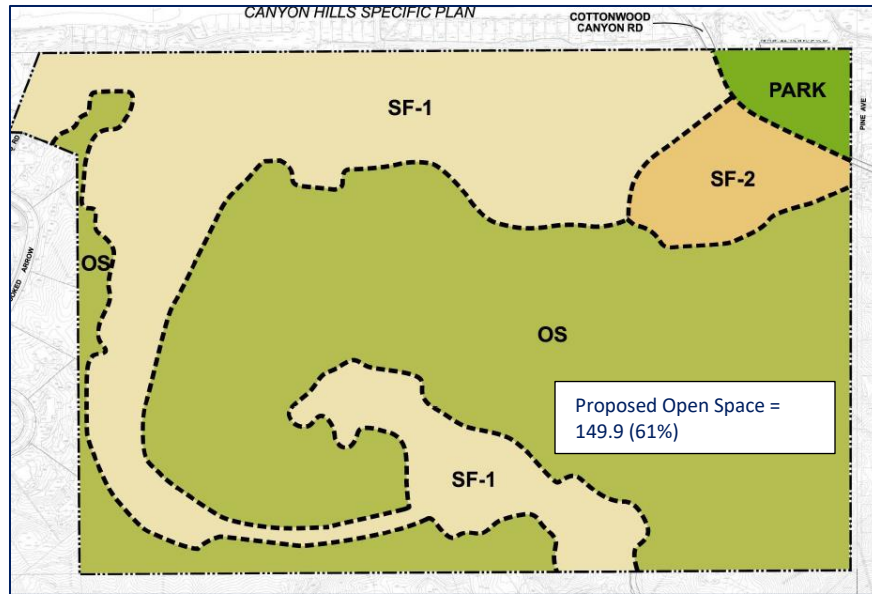 CANYON HILLS SPECIFIC PLAN
COTTONWOOD
CANYON RD
PARK
PINE AVE
SF-1
SF-2
OS
ARROW
OS
Proposed Open Space =
149.9 (61%)
SF-1